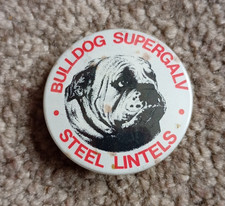 BULLDOG SUPERGALV
• STEEL LINTELS •